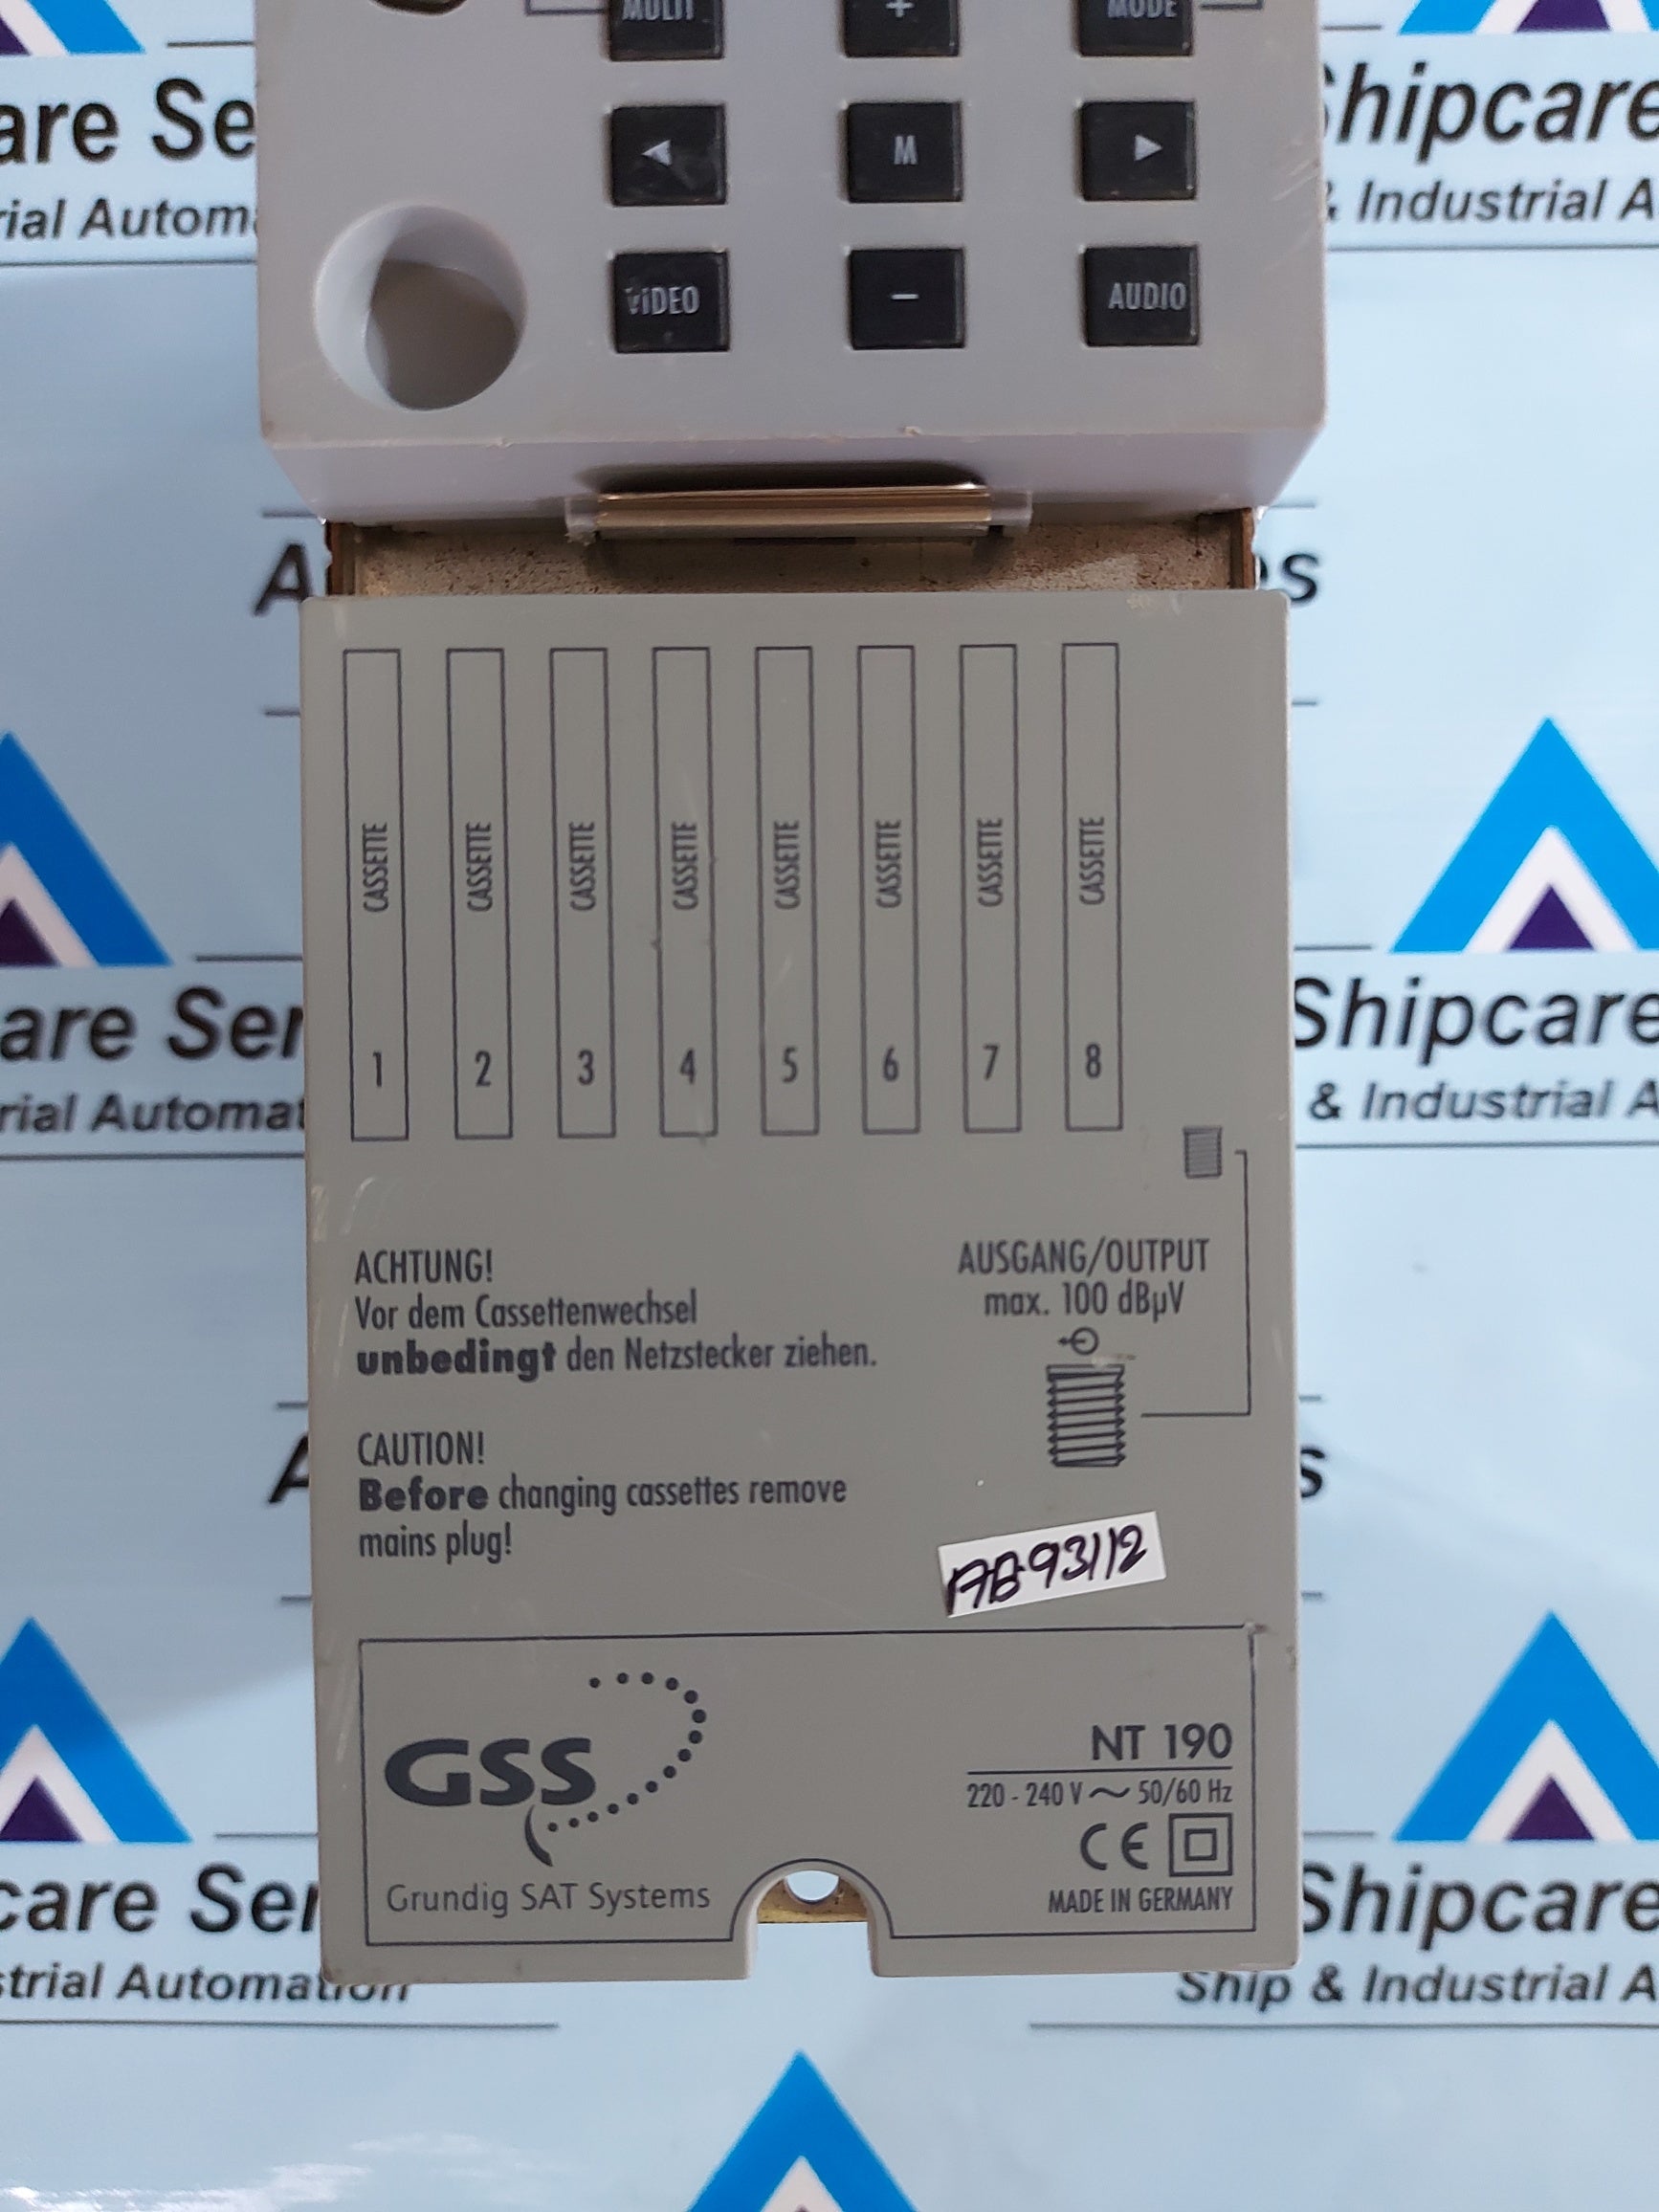 MULTI + MODE
M
VIDEO − AUDIO
are Se
hipcare
rial Autom
& Industrial A
A
es
CASSETTE 1
CASSETTE 2
CASSETTE 3
CASSETTE 4
CASSETTE 5
CASSETTE 6
CASSETTE 7
CASSETTE 8
are Ser
Shipcare
rial Automat
& Industrial A
ACHTUNG!
Vor dem Cassettenwechsel
unbedingt den Netzstecker ziehen.
AUSGANG/OUTPUT
max. 100 dBµV
CAUTION!
Before changing cassettes remove
mains plug!
A
s
AB93112
GSS
Grundig SAT Systems
NT 190
220 - 240 V ~ 50/60 Hz
CE
MADE IN GERMANY
care Ser
Shipcare
strial Automation
Ship & Industrial A